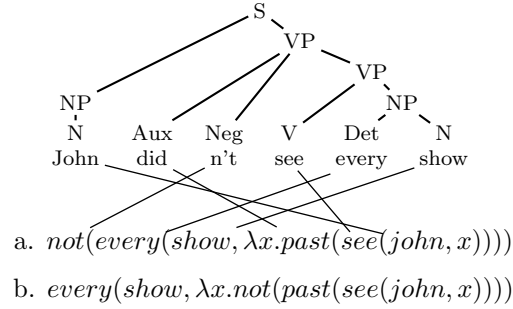 S
VP
VP
NP NP
N Aux Neg V Det N
John did n't see every show
a. not(every(show, λx.past(see(john, x))))
b. every(show, λx.not(past(see(john, x))))